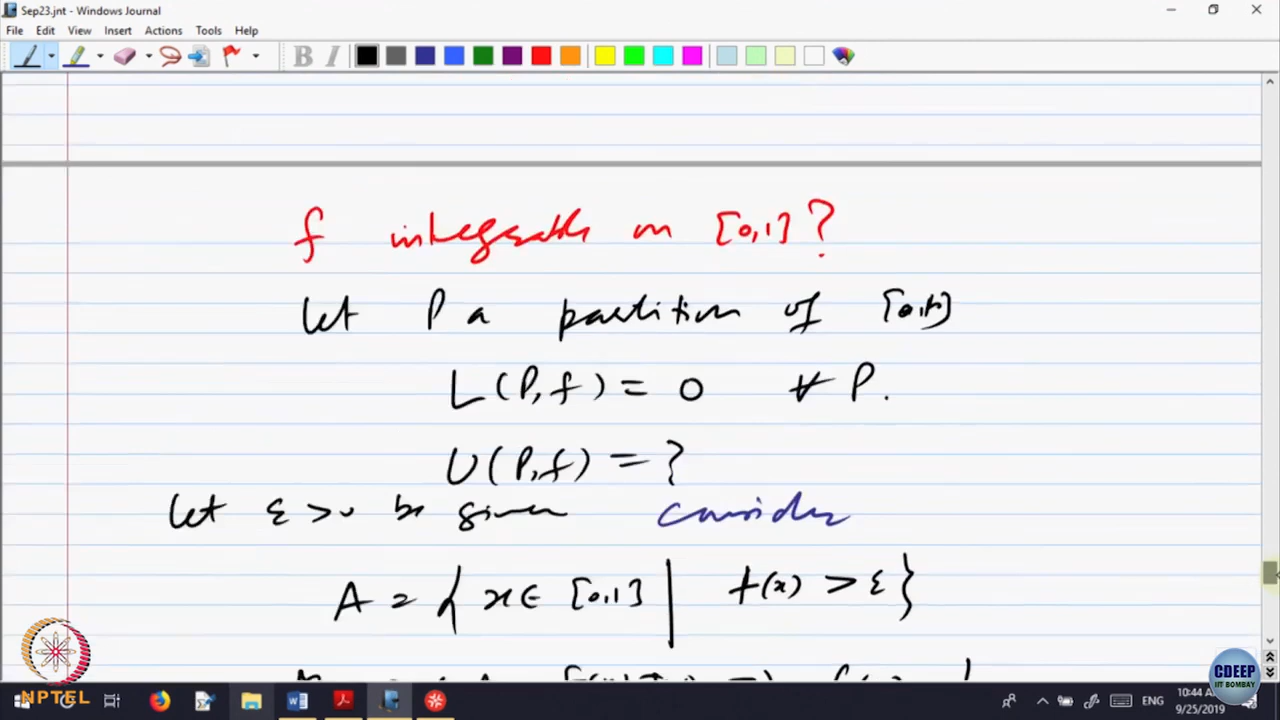 Sep23.jnt - Windows Journal
File Edit View Insert Actions Tools Help
B I
f integrable on [0,1]?
Let P a partition of [0,1]
L(P,f) = 0 ∀ P.
U(P,f) = ?
Let ε > 0 be given consider
A = { x ∈ [0,1] | f(x) > ε }
NPTEL
CDEEP
IIT BOMBAY
ENG
10:44 A
9/25/2019